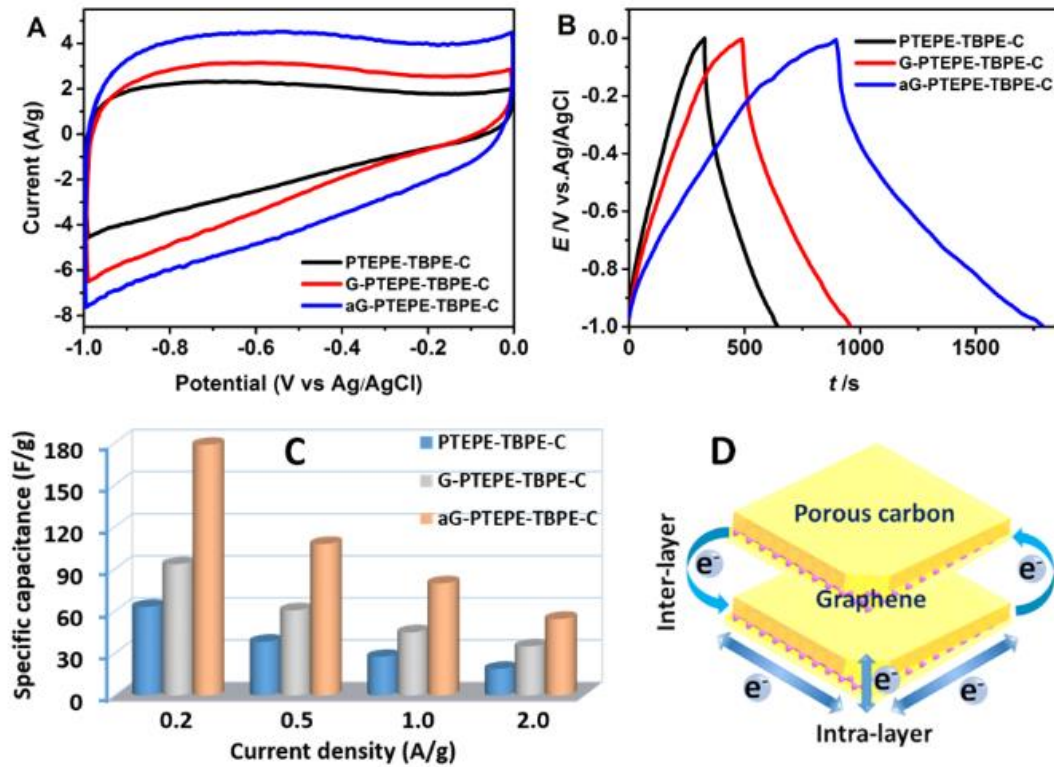 A
4
2
0
-2
-4
-6
-8
Current (A/g)
PTEPE-TBPE-C
G-PTEPE-TBPE-C
aG-PTEPE-TBPE-C
-1.0 -0.8 -0.6 -0.4 -0.2 0.0
Potential (V vs Ag/AgCl)
B
0.0
-0.2
-0.4
-0.6
-0.8
-1.0
E /V vs.Ag/AgCl
PTEPE-TBPE-C
G-PTEPE-TBPE-C
aG-PTEPE-TBPE-C
0 500 1000 1500
t /s
C
180
150
120
90
60
30
0
Specific capacitance (F/g)
PTEPE-TBPE-C
G-PTEPE-TBPE-C
aG-PTEPE-TBPE-C
0.2 0.5 1.0 2.0
Current density (A/g)
D
Inter-layer
Porous carbon
e-
e-
Graphene
e-
e-
e-
Intra-layer